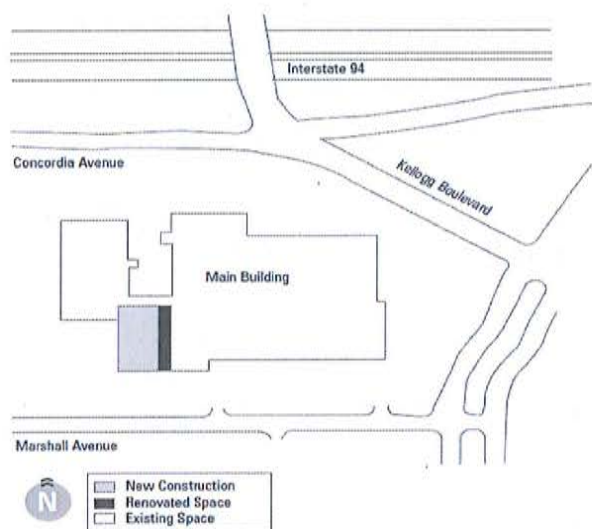 Interstate 94
Concordia Avenue
Kellogg Boulevard
Main Building
Marshall Avenue
N
New Construction
Renovated Space
Existing Space